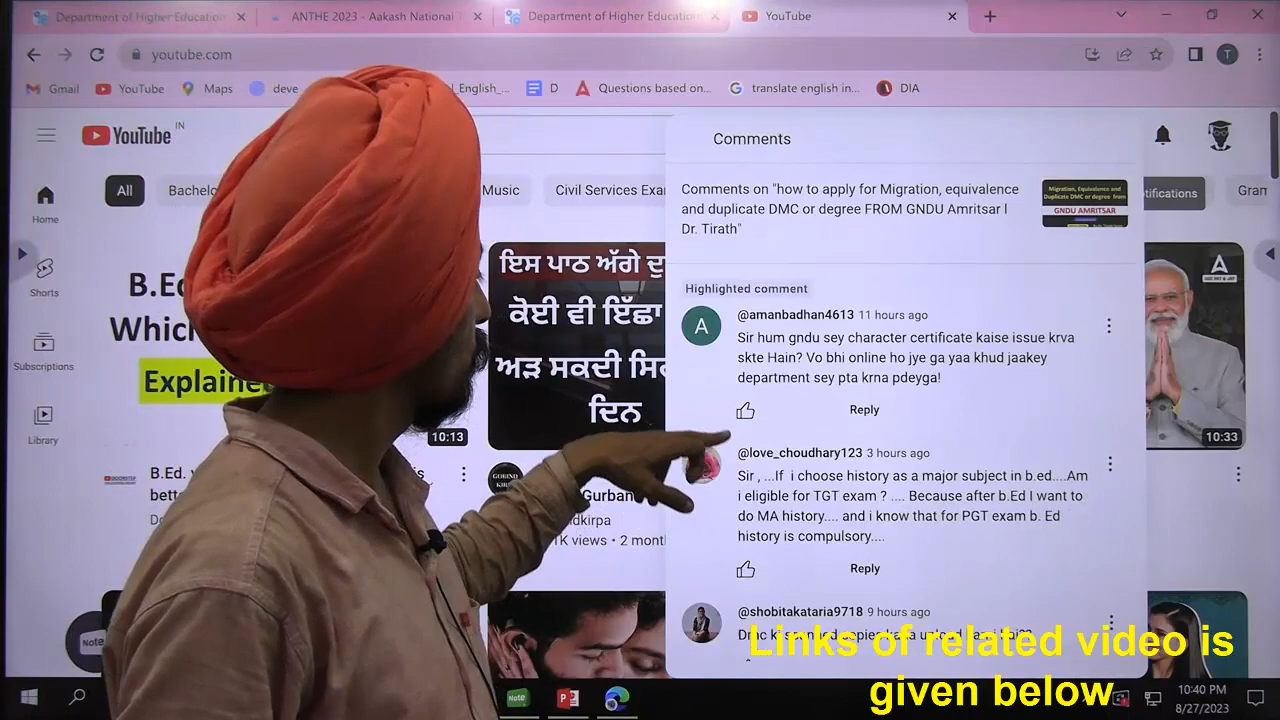 Department of Higher Education
ANTHE 2023 - Aakash National
Department of Higher Education
YouTube
youtube.com
Gmail
YouTube
Maps
deve
l_English_...
D
Questions based on...
translate english in...
DIA
YouTube IN
Comments
All
Music
Civil Services Exa
Home
Shorts
Subscriptions
Library
Comments on "how to apply for Migration, equivalence
and duplicate DMC or degree FROM GNDU Amritsar l
Dr. Tirath"
Migration, Equivalence and
Duplicate DMC or degree from
GNDU AMRITSAR
B.Ed
Which
Explaine
10:13
ਇਸ ਪਾਠ ਅੱਗੇ ਦੁ
ਕੋਈ ਵੀ ਇੱਛਾ
ਅੜ ਸਕਦੀ ਸਿ
ਦਿਨ
Highlighted comment
A
@amanbadhan4613 11 hours ago
Sir hum gndu sey character certificate kaise issue krva
skte Hain? Vo bhi online ho jye ga yaa khud jaakey
department sey pta krna pdeyga!
Reply
@love_choudhary123 3 hours ago
Sir , ...If i choose history as a major subject in b.ed....Am
i eligible for TGT exam ? .... Because after b.Ed I want to
do MA history.... and i know that for PGT exam b. Ed
history is compulsory....
Reply
@shobitakataria9718 9 hours ago
10:33
B.Ed.
bett
Gurban
dkirpa
1K views • 2 mont
Note
Links of related video is
given below
Note
10:40 PM
8/27/2023